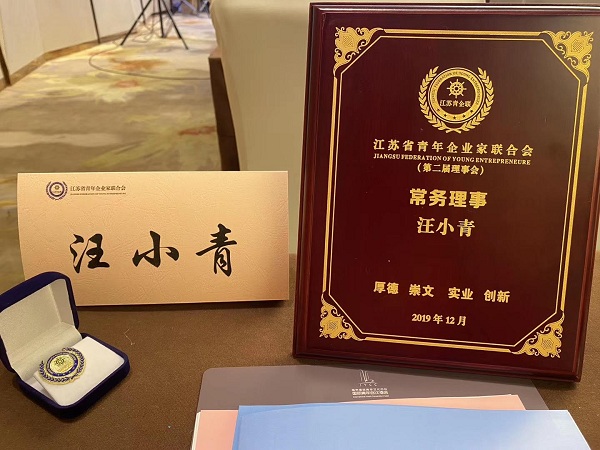 江苏省青年企业家联合会
汪小青
江苏青企联
江苏省青年企业家联合会
JIANGSU FEDERATION OF YOUNG ENTREPRENEURE
（第二届理事会）
常务理事
汪小青
厚德 崇文 实业 创新
2019年12月